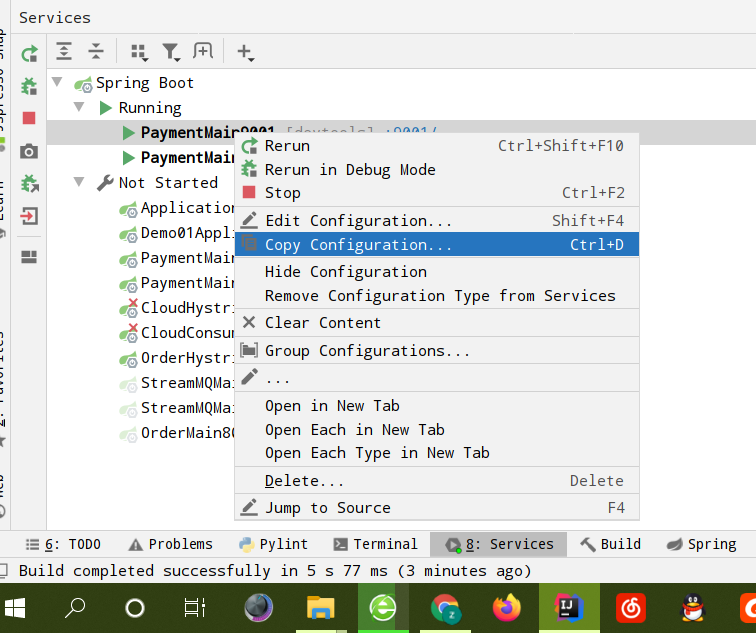 Services
Spring Boot
Running
PaymentMain9001 [devtools] :9001/
PaymentMain
Not Started
Application
Demo01Appli
PaymentMain
PaymentMain
CloudHystri
CloudConsum
OrderHystri
StreamMQMai
StreamMQMai
OrderMain80
Rerun Ctrl+Shift+F10
Rerun in Debug Mode
Stop Ctrl+F2
Edit Configuration... Shift+F4
Copy Configuration... Ctrl+D
Hide Configuration
Remove Configuration Type from Services
Clear Content
Group Configurations...
...
Open in New Tab
Open Each in New Tab
Open Each Type in New Tab
Delete... Delete
Jump to Source F4
Learn
2: Favorites
Web
6: TODO Problems Pylint Terminal 8: Services Build Spring
Build completed successfully in 5 s 77 ms (3 minutes ago)